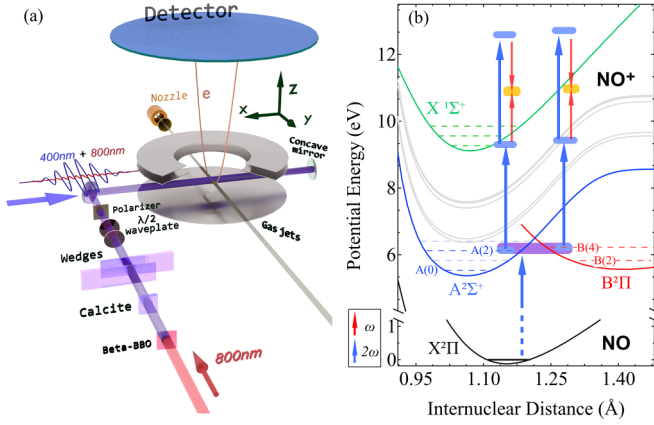 (a)
Detector
e
Nozzle
Z
x
y
Concave
mirror
400nm + 800nm
Polarizer
λ/2
waveplate
Gas jets
Wedges
Calcite
Beta-BBO
800nm
(b)
Potential Energy (eV)
12
10
8
6
4
1
0
X ¹Σ⁺
NO⁺
A(2)
A(0)
A²Σ⁺
B(4)
B(2)
B²Π
X²Π
NO
ω
2ω
0.95 1.10 1.25 1.40
Internuclear Distance (Å)